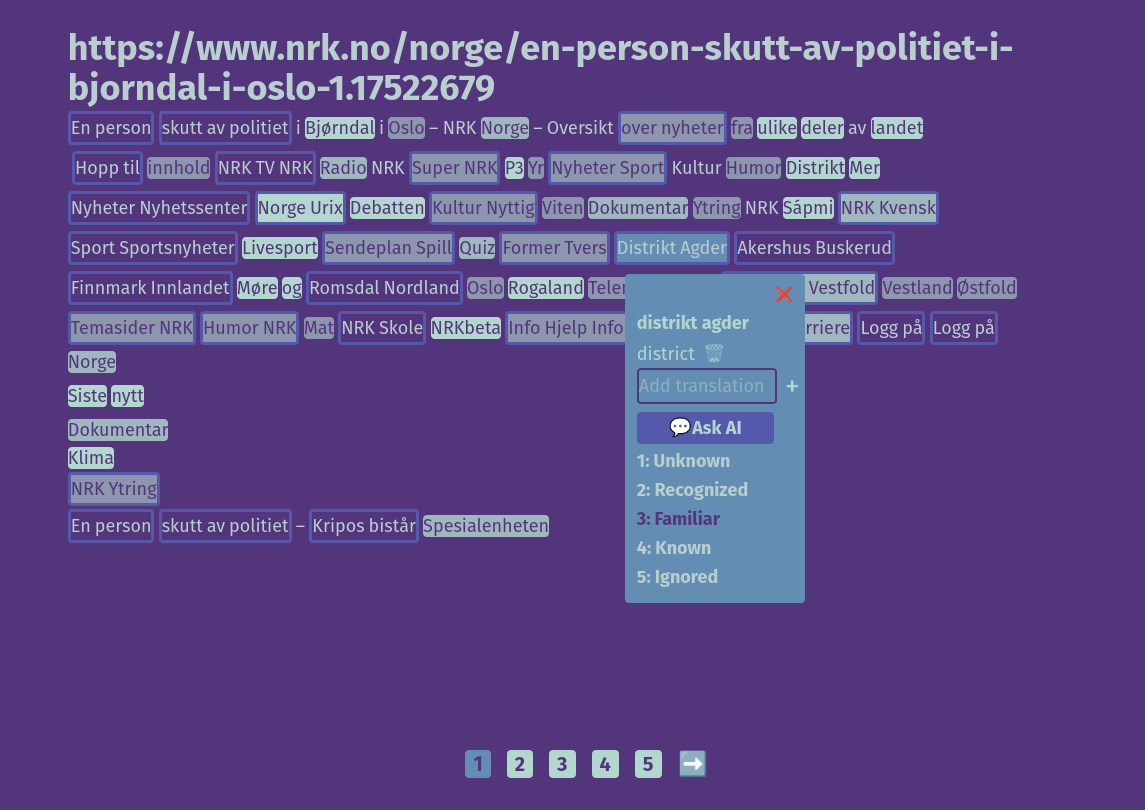 https://www.nrk.no/norge/en-person-skutt-av-politiet-i-
bjorndal-i-oslo-1.17522679
En person skutt av politiet i Bjørndal i Oslo – NRK Norge – Oversikt over nyheter fra ulike deler av landet
Hopp til innhold NRK TV NRK Radio NRK Super NRK P3 Yr Nyheter Sport Kultur Humor Distrikt Mer
Nyheter Nyhetssenter Norge Urix Debatten Kultur Nyttig Viten Dokumentar Ytring NRK Sápmi NRK Kvensk
Sport Sportsnyheter Livesport Sendeplan Spill Quiz Former Tvers Distrikt Agder Akershus Buskerud
Finnmark Innlandet Møre og Romsdal Nordland Oslo Rogaland Vestfold Vestland Østfold
Temasider NRK Humor NRK Mat NRK Skole NRKbeta Info Hjelp Logg på Logg på
Norge
Siste nytt
Dokumentar
Klima
NRK Ytring
En person skutt av politiet – Kripos bistår Spesialenheten
distrikt agder
district
Add translation +
💬Ask AI
1: Unknown
2: Recognized
3: Familiar
4: Known
5: Ignored
1 2 3 4 5